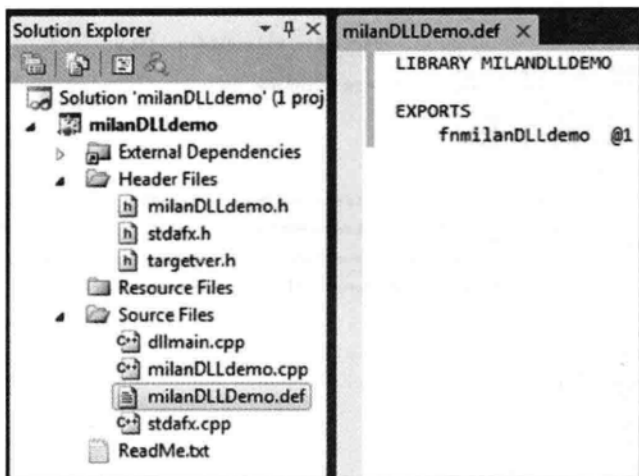 Solution Explorer
Solution 'milanDLLdemo' (1 proj
milanDLLdemo
External Dependencies
Header Files
milanDLLdemo.h
stdafx.h
targetver.h
Resource Files
Source Files
dllmain.cpp
milanDLLdemo.cpp
milanDLLDemo.def
stdafx.cpp
ReadMe.txt
milanDLLDemo.def
LIBRARY MILANDLLDEMO
EXPORTS
fnmilanDLLdemo @1